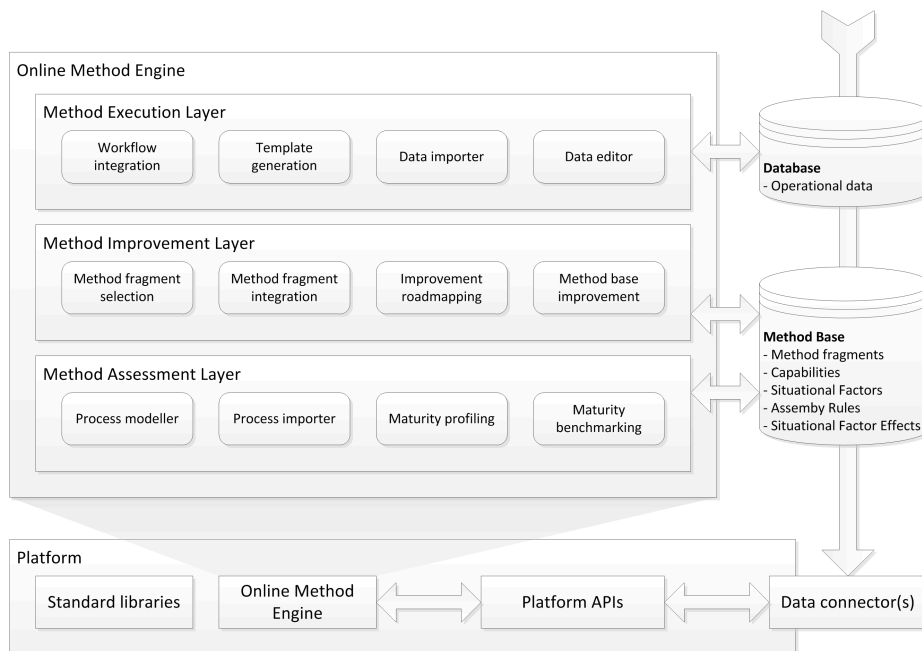 Online Method Engine
Method Execution Layer
Workflow
integration
Template
generation
Data importer
Data editor
Database
- Operational data
Method Improvement Layer
Method fragment
selection
Method fragment
integration
Improvement
roadmapping
Method base
improvement
Method Base
- Method fragments
- Capabilities
- Situational Factors
- Assemby Rules
- Situational Factor Effects
Method Assessment Layer
Process modeller
Process importer
Maturity profiling
Maturity
benchmarking
Platform
Standard libraries
Online Method
Engine
Platform APIs
Data connector(s)